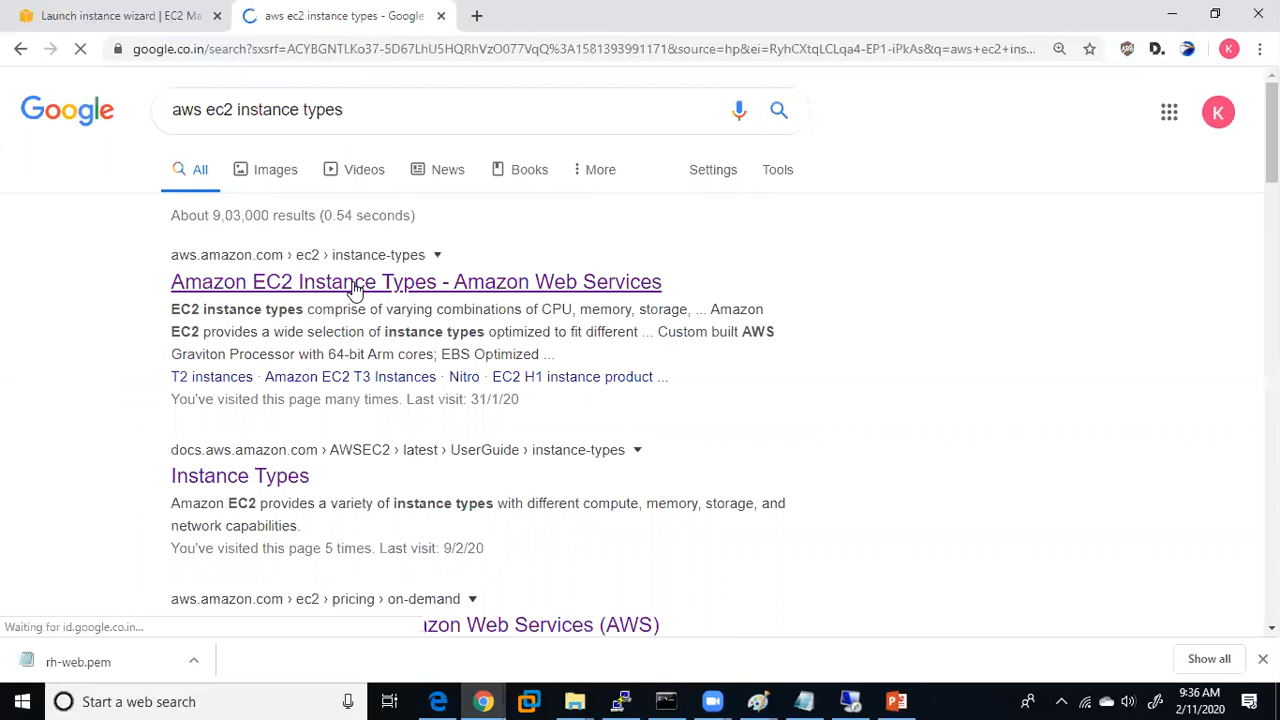 Launch instance wizard | EC2 Ma
aws ec2 instance types - Google
google.co.in/search?sxsrf=ACYBGNTLKo37-5D67LhU5HQRhVzO077VqQ%3A1581393991171&source=hp&ei=RyhCXtqLCLqa4-EP1-iPkAs&q=aws+ec2+ins...
Google
aws ec2 instance types
All
Images
Videos
News
Books
More
Settings
Tools
About 9,03,000 results (0.54 seconds)
aws.amazon.com › ec2 › instance-types
Amazon EC2 Instance Types - Amazon Web Services
EC2 instance types comprise of varying combinations of CPU, memory, storage, ... Amazon
EC2 provides a wide selection of instance types optimized to fit different ... Custom built AWS
Graviton Processor with 64-bit Arm cores; EBS Optimized ...
T2 instances · Amazon EC2 T3 Instances · Nitro · EC2 H1 instance product ...
You've visited this page many times. Last visit: 31/1/20
docs.aws.amazon.com › AWSEC2 › latest › UserGuide › instance-types
Instance Types
Amazon EC2 provides a variety of instance types with different compute, memory, storage, and
network capabilities.
You've visited this page 5 times. Last visit: 9/2/20
aws.amazon.com › ec2 › pricing › on-demand
zon Web Services (AWS)
Waiting for id.google.co.in...
rh-web.pem
Show all
Start a web search
9:36 AM
2/11/2020
K
K